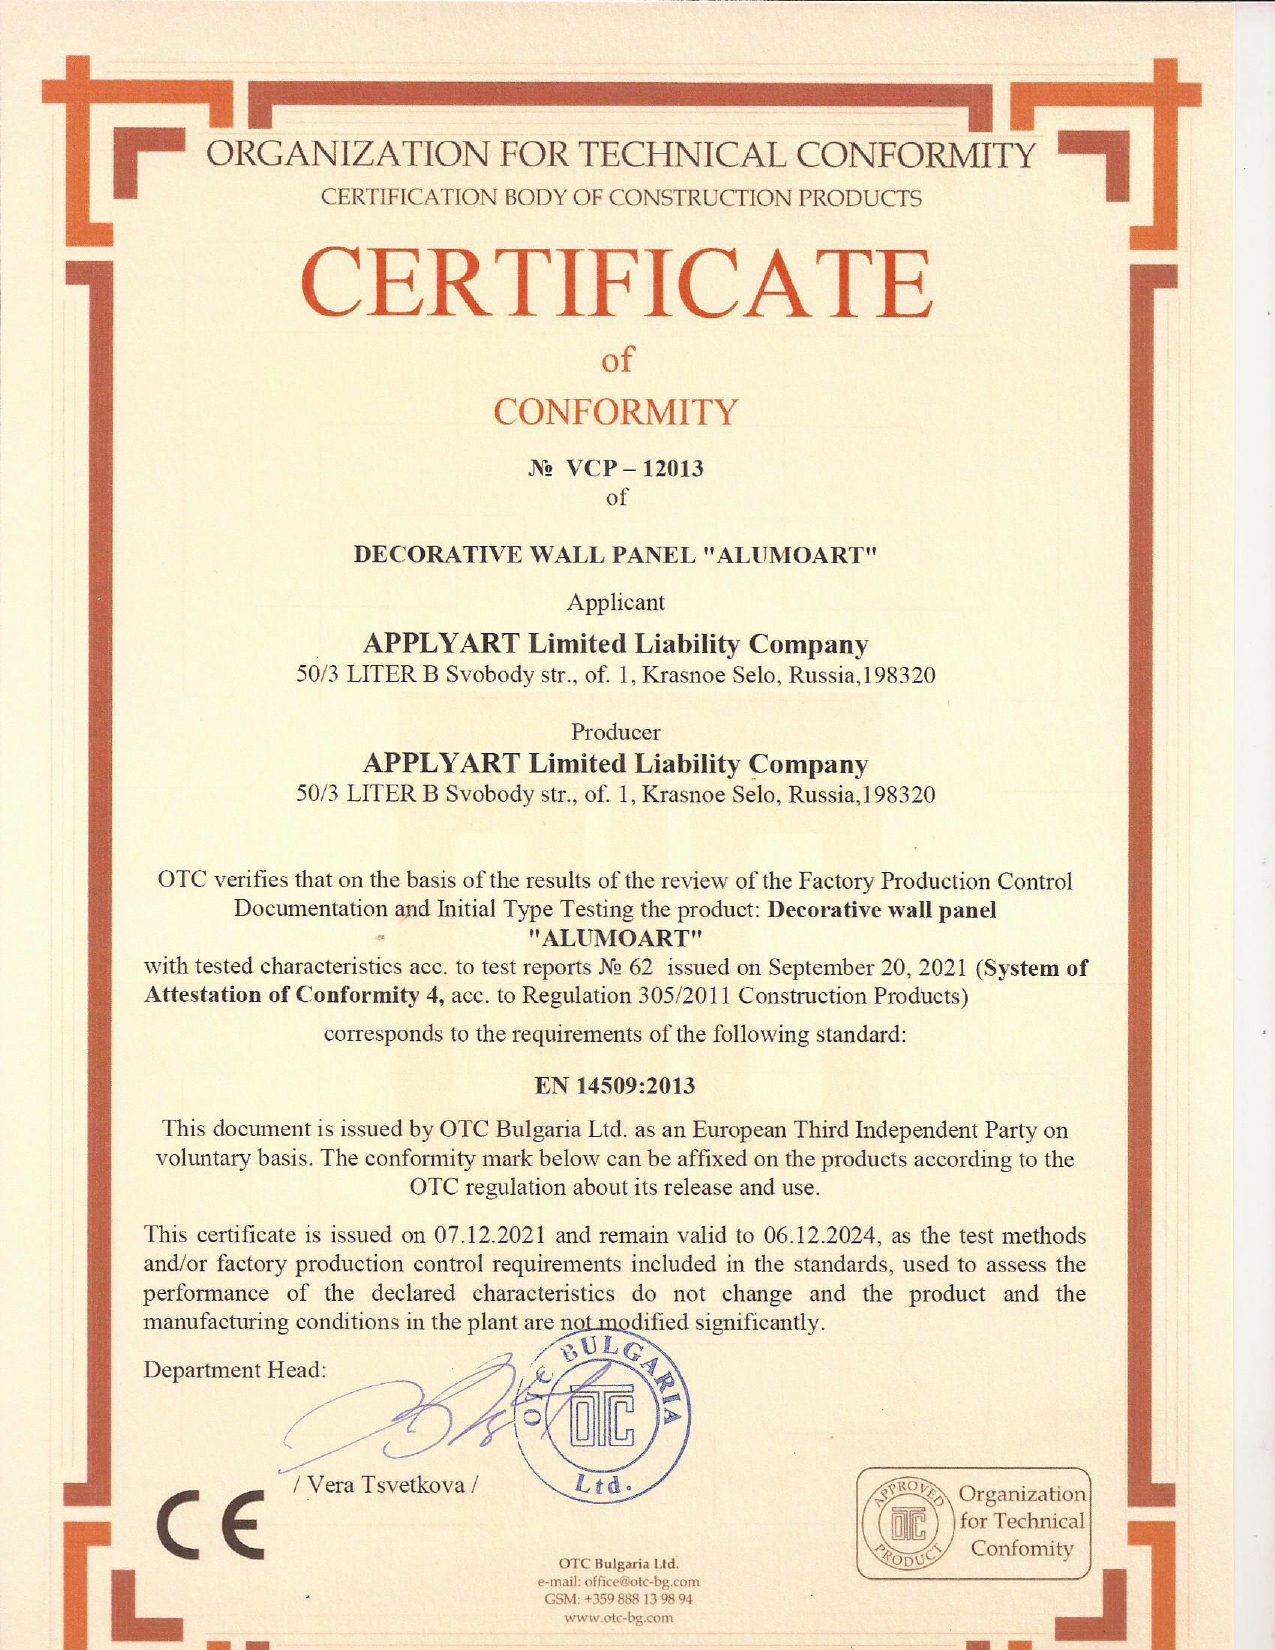 ORGANIZATION FOR TECHNICAL CONFORMITY
CERTIFICATION BODY OF CONSTRUCTION PRODUCTS
CERTIFICATE
of
CONFORMITY
№ VCP – 12013
of
DECORATIVE WALL PANEL "ALUMOART"
Applicant
APPLYART Limited Liability Company
50/3 LITER B Svobody str., of. 1, Krasnoe Selo, Russia,198320
Producer
APPLYART Limited Liability Company
50/3 LITER B Svobody str., of. 1, Krasnoe Selo, Russia,198320
OTC verifies that on the basis of the results of the review of the Factory Production Control
Documentation and Initial Type Testing the product: Decorative wall panel
"ALUMOART"
with tested characteristics acc. to test reports № 62 issued on September 20, 2021 (System of
Attestation of Conformity 4, acc. to Regulation 305/2011 Construction Products)
corresponds to the requirements of the following standard:
EN 14509:2013
This document is issued by OTC Bulgaria Ltd. as an European Third Independent Party on
voluntary basis. The conformity mark below can be affixed on the products according to the
OTC regulation about its release and use.
This certificate is issued on 07.12.2021 and remain valid to 06.12.2024, as the test methods
and/or factory production control requirements included in the standards, used to assess the
performance of the declared characteristics do not change and the product and the
manufacturing conditions in the plant are not modified significantly.
Department Head:
OTC BULGARIA
OTC
Ltd.
/ Vera Tsvetkova /
CE
APPROVED
OTC
PRODUCT
Organization
for Technical
Confomity
OTC Bulgaria Ltd.
e-mail: office@otc-bg.com
GSM: +359 888 13 98 94
www.otc-bg.com